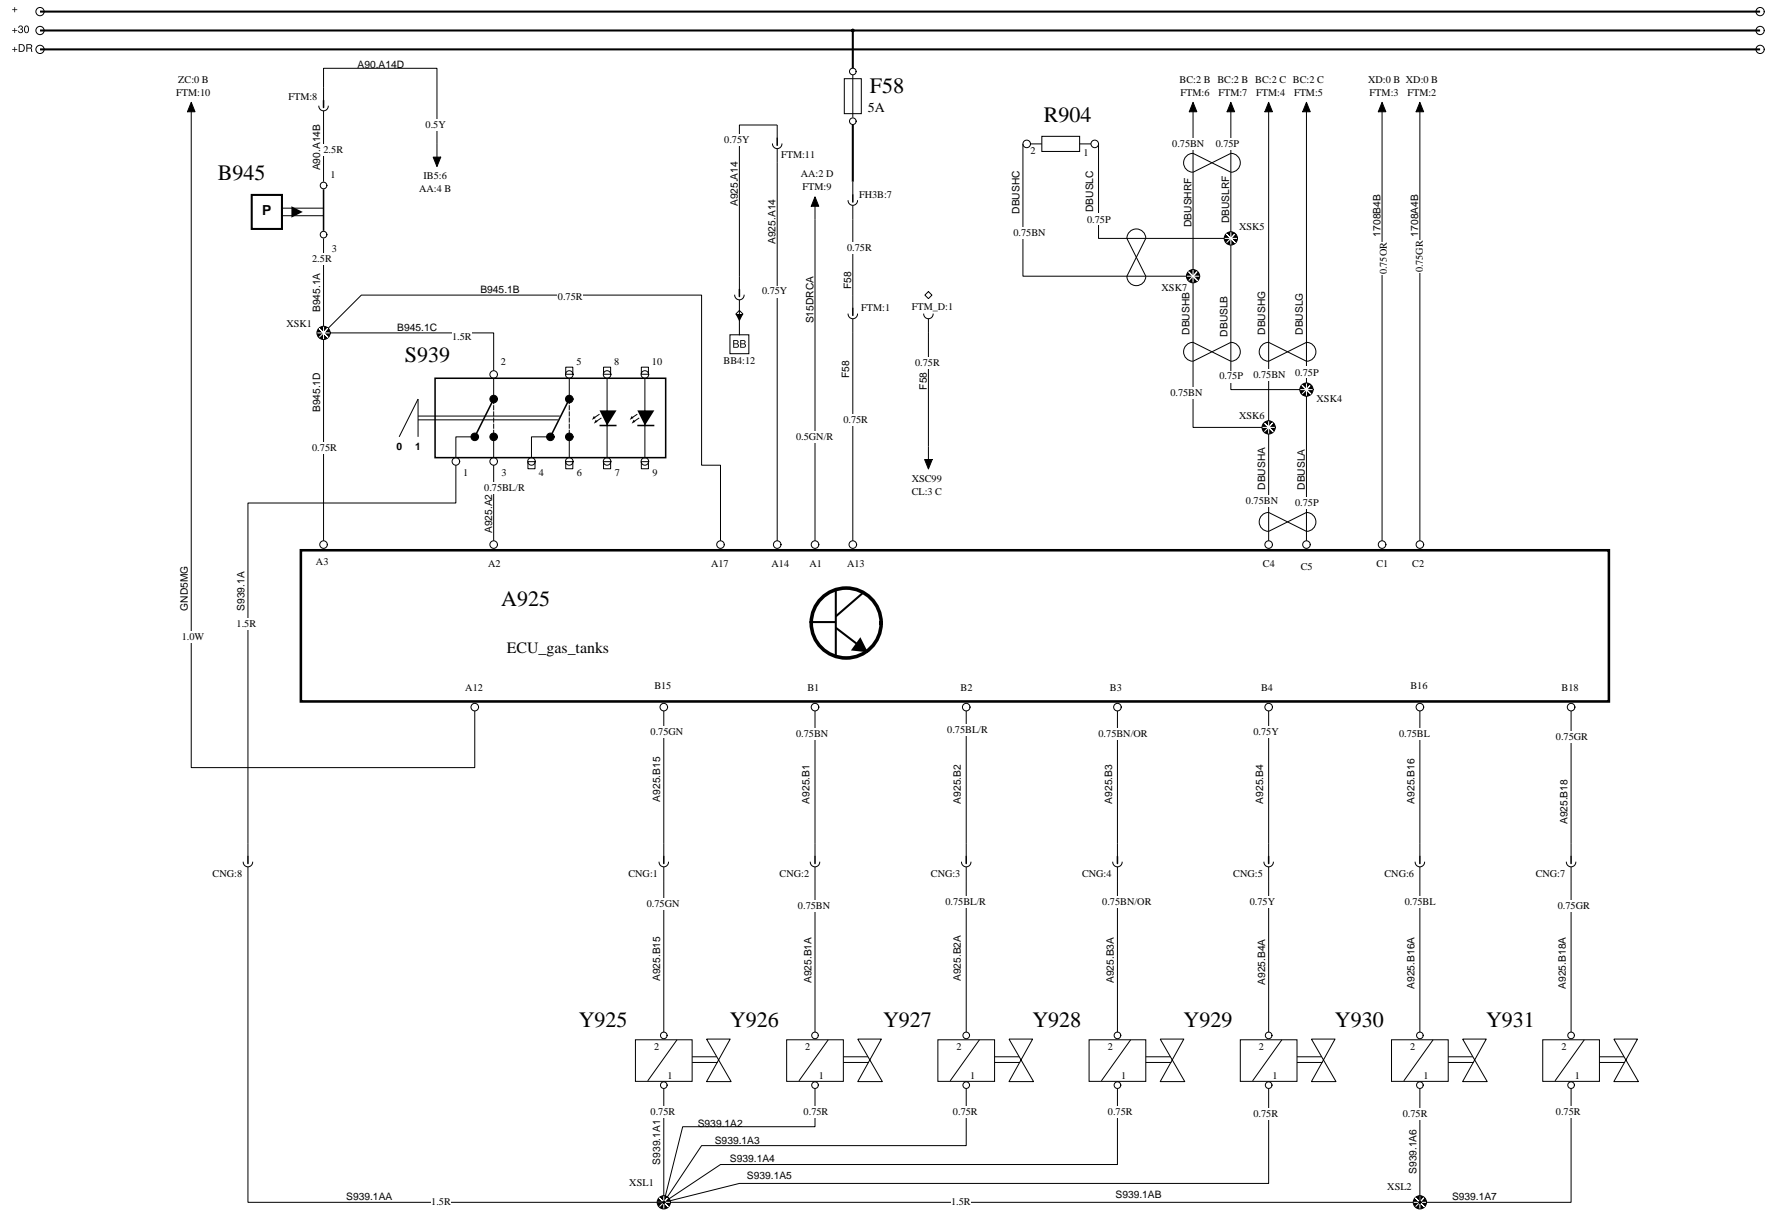 +
+30
+DR
ZC:0 B
FTM:10
A90.A14D
FTM:8
A90.A14B
2.5R
0.5Y
IB5:6
AA:4 B
B945
P
1
3
2.5R
B945.1A
XSK1
B945.1B
0.75R
B945.1C
1.5R
B945.1D
0.75R
S939
2
5
8
10
0 1
1
3
4
6
7
9
0.75BL/R
A925.A2
0.75Y
A925.A14
FTM:11
A925.A14
0.75Y
BB
BB4:12
AA:2 D
FTM:9
S15DRCA
0.5GN/R
F58
5A
FH3B:7
0.75R
F58
FTM:1
F58
0.75R
FTM_D:1
0.75R
F58
XSC99
CL:3 C
R904
2
1
DBUSHC
DBUSLC
0.75BN
0.75P
BC:2 B
FTM:6
BC:2 B
FTM:7
BC:2 C
FTM:4
BC:2 C
FTM:5
XD:0 B
FTM:3
XD:0 B
FTM:2
0.75BN
0.75P
DBUSHRF
DBUSLRF
XSK5
XSK7
DBUSHB
DBUSLB
DBUSHG
DBUSLG
0.75BN
0.75P
0.75BN
0.75P
XSK4
XSK6
DBUSHA
DBUSLA
0.75BN
0.75P
1708B4B
0.75OR
1708A4B
0.75GR
GND5MG
1.0W
S939.1A
1.5R
A3
A2
A17
A14
A1
A13
C4
C5
C1
C2
A925
ECU_gas_tanks
A12
B15
B1
B2
B3
B4
B16
B18
0.75GN
0.75BN
0.75BL/R
0.75BN/OR
0.75Y
0.75BL
0.75GR
A925.B15
A925.B1
A925.B2
A925.B3
A925.B4
A925.B16
A925.B18
CNG:8
CNG:1
CNG:2
CNG:3
CNG:4
CNG:5
CNG:6
CNG:7
0.75GN
0.75BN
0.75BL/R
0.75BN/OR
0.75Y
0.75BL
0.75GR
A925.B15
A925.B1A
A925.B2A
A925.B3A
A925.B4A
A925.B16A
A925.B18A
Y925
Y926
Y927
Y928
Y929
Y930
Y931
2
2
2
2
2
2
2
1
1
1
1
1
1
1
0.75R
0.75R
0.75R
0.75R
0.75R
0.75R
0.75R
S939.1A1
S939.1A2
S939.1A3
S939.1A4
S939.1A5
S939.1A6
XSL1
XSL2
S939.1AA
1.5R
1.5R
S939.1AB
S939.1A7